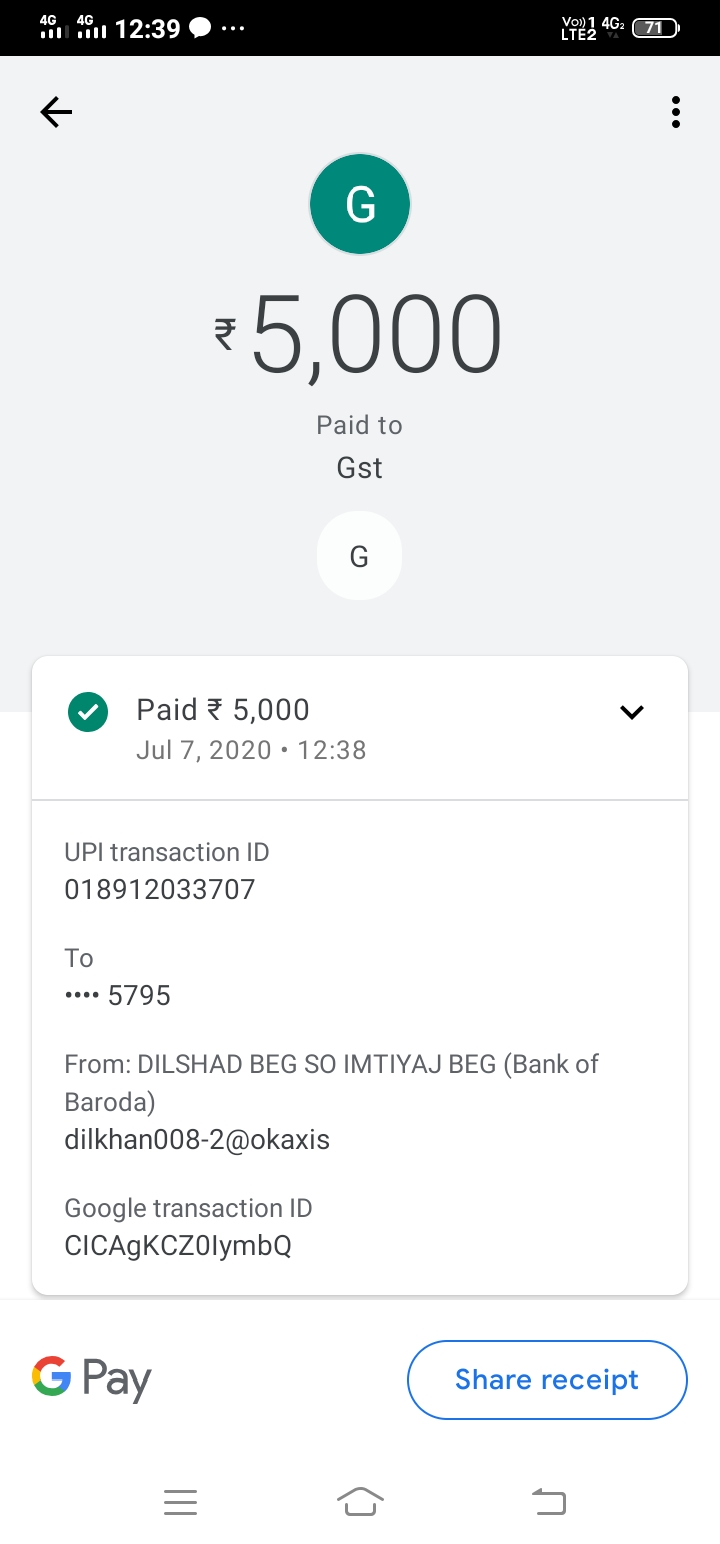 4G 4G 12:39 ... Vo)) 1 4G2 71
LTE2
G
₹5,000
Paid to
Gst
G
Paid ₹ 5,000
Jul 7, 2020 • 12:38
UPI transaction ID
018912033707
To
•••• 5795
From: DILSHAD BEG SO IMTIYAJ BEG (Bank of
Baroda)
dilkhan008-2@okaxis
Google transaction ID
CICAgKCZ0IymbQ
G Pay
Share receipt